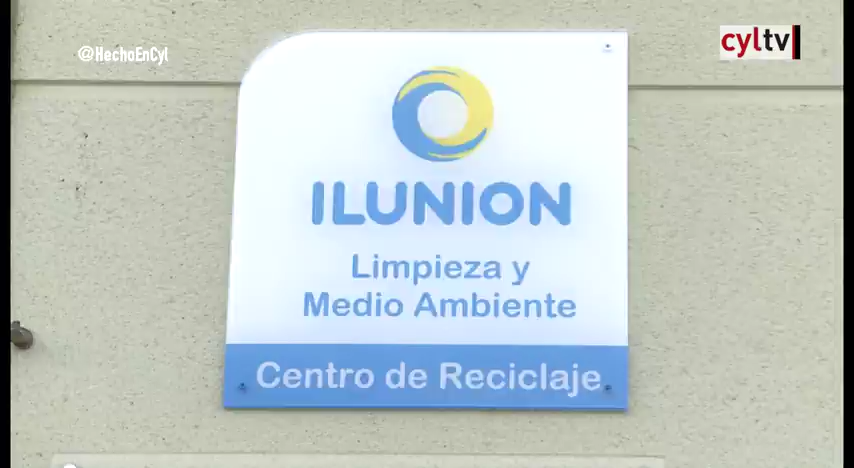 @HechoEnCyl
cyltv
ILUNION
Limpieza y
Medio Ambiente
Centro de Reciclaje